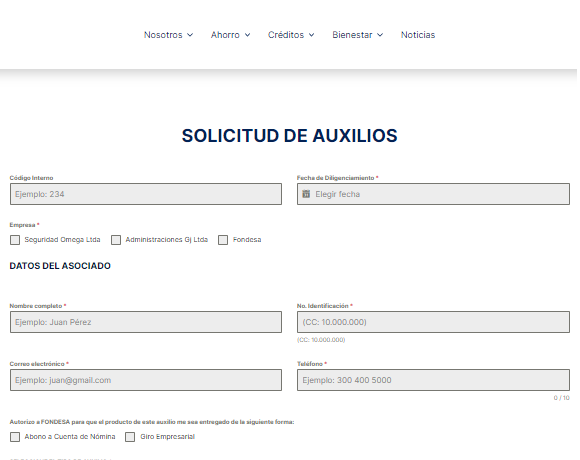 Nosotros Ahorro Créditos Bienestar Noticias
SOLICITUD DE AUXILIOS
Código Interno Fecha de Diligenciamiento *
Ejemplo: 234 Elegir fecha
Empresa *
Seguridad Omega Ltda Administraciones Gj Ltda Fondesa
DATOS DEL ASOCIADO
Nombre completo * No. Identificación *
Ejemplo: Juan Pérez (CC: 10.000.000)
(CC: 10.000.000)
Correo electrónico * Teléfono *
Ejemplo: juan@gmail.com Ejemplo: 300 400 5000
0 / 10
Autorizo a FONDESA para que el producto de este auxilio me sea entregado de la siguiente forma:
Abono a Cuenta de Nómina Giro Empresarial